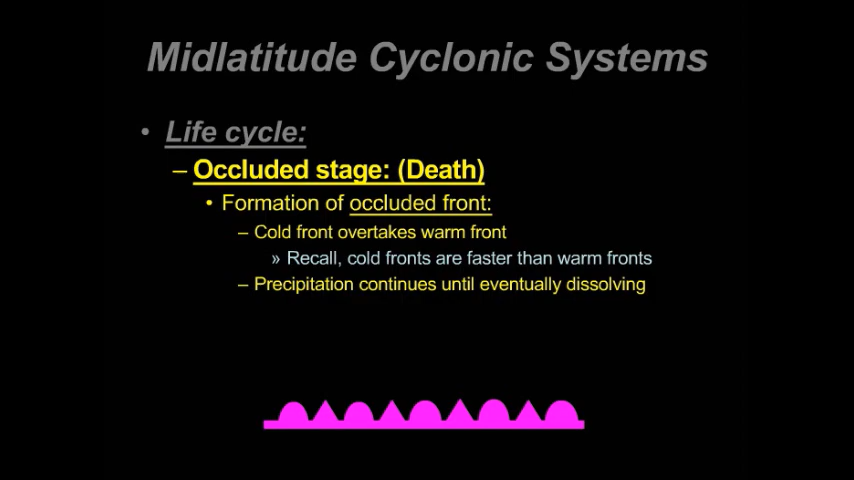 Midlatitude Cyclonic Systems
• Life cycle:
– Occluded stage: (Death)
• Formation of occluded front:
– Cold front overtakes warm front
» Recall, cold fronts are faster than warm fronts
– Precipitation continues until eventually dissolving